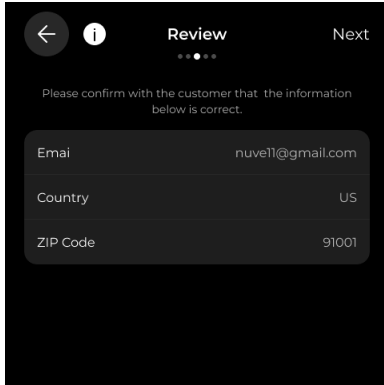 Review
Next
Please confirm with the customer that the information
below is correct.
Emai
nuve11@gmail.com
Country
US
ZIP Code
91001